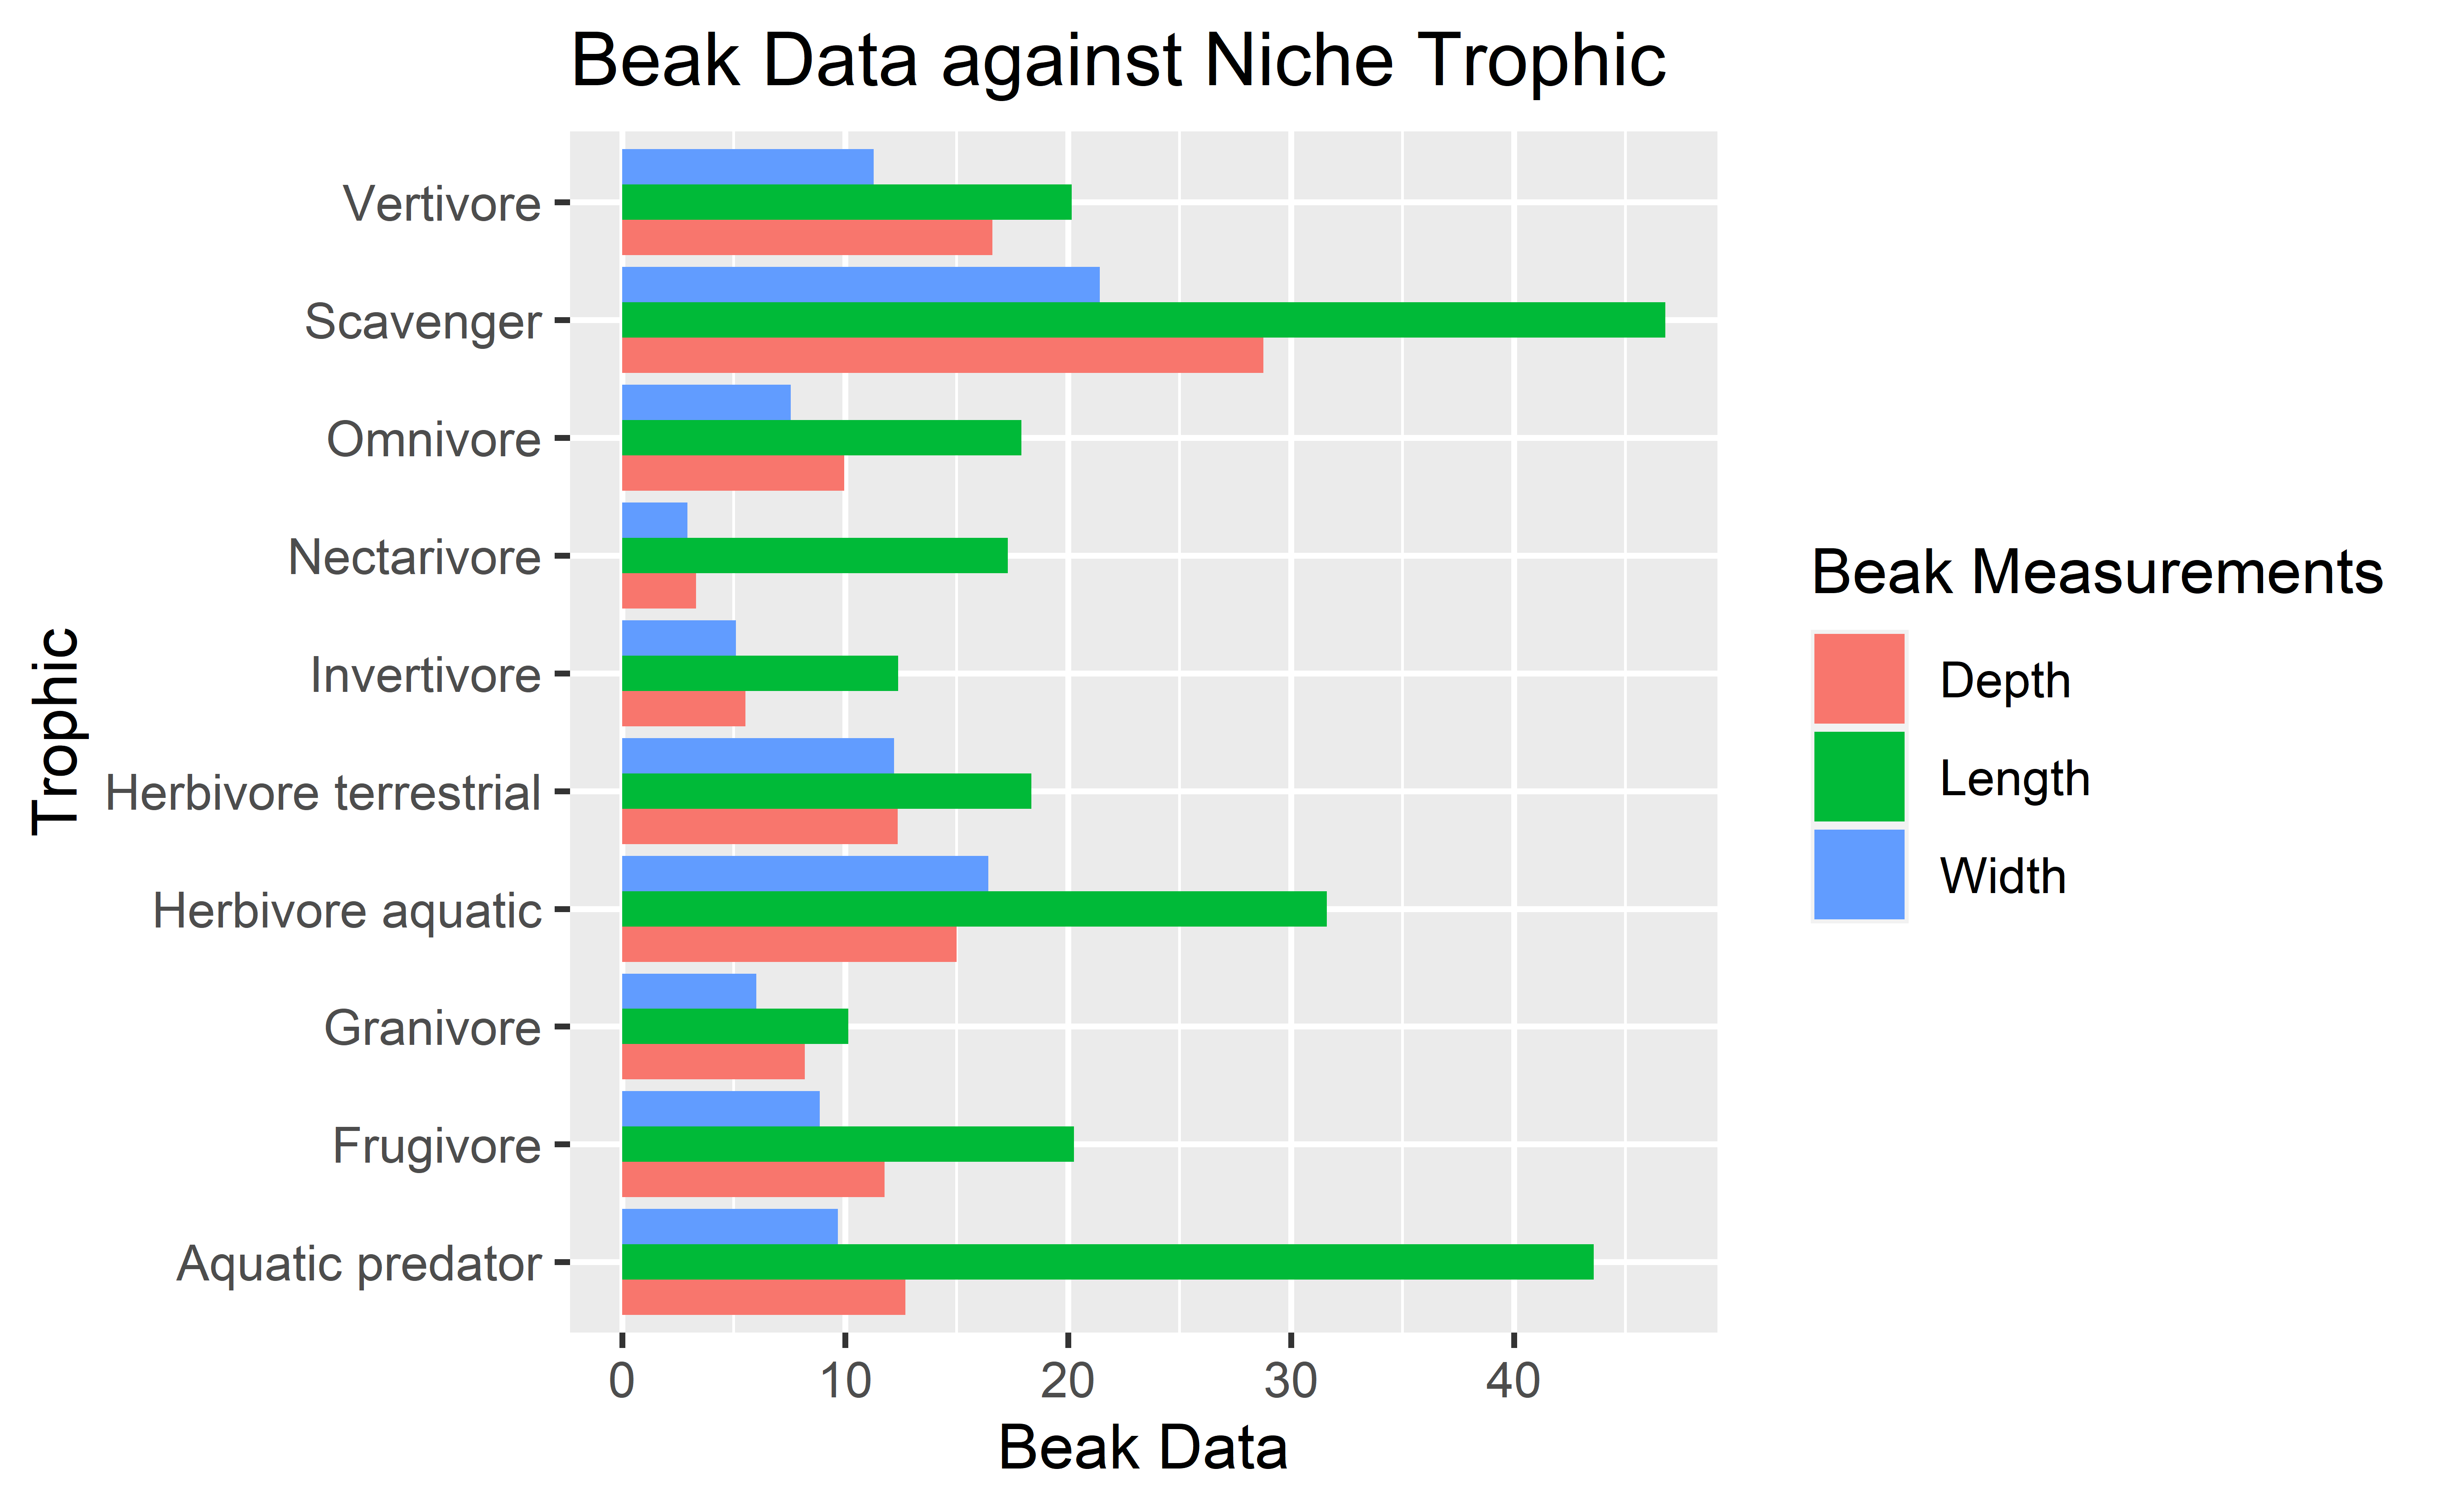 Beak Data against Niche Trophic
Trophic
Vertivore
Scavenger
Omnivore
Nectarivore
Invertivore
Herbivore terrestrial
Herbivore aquatic
Granivore
Frugivore
Aquatic predator
0 10 20 30 40
Beak Data
Beak Measurements
Depth
Length
Width